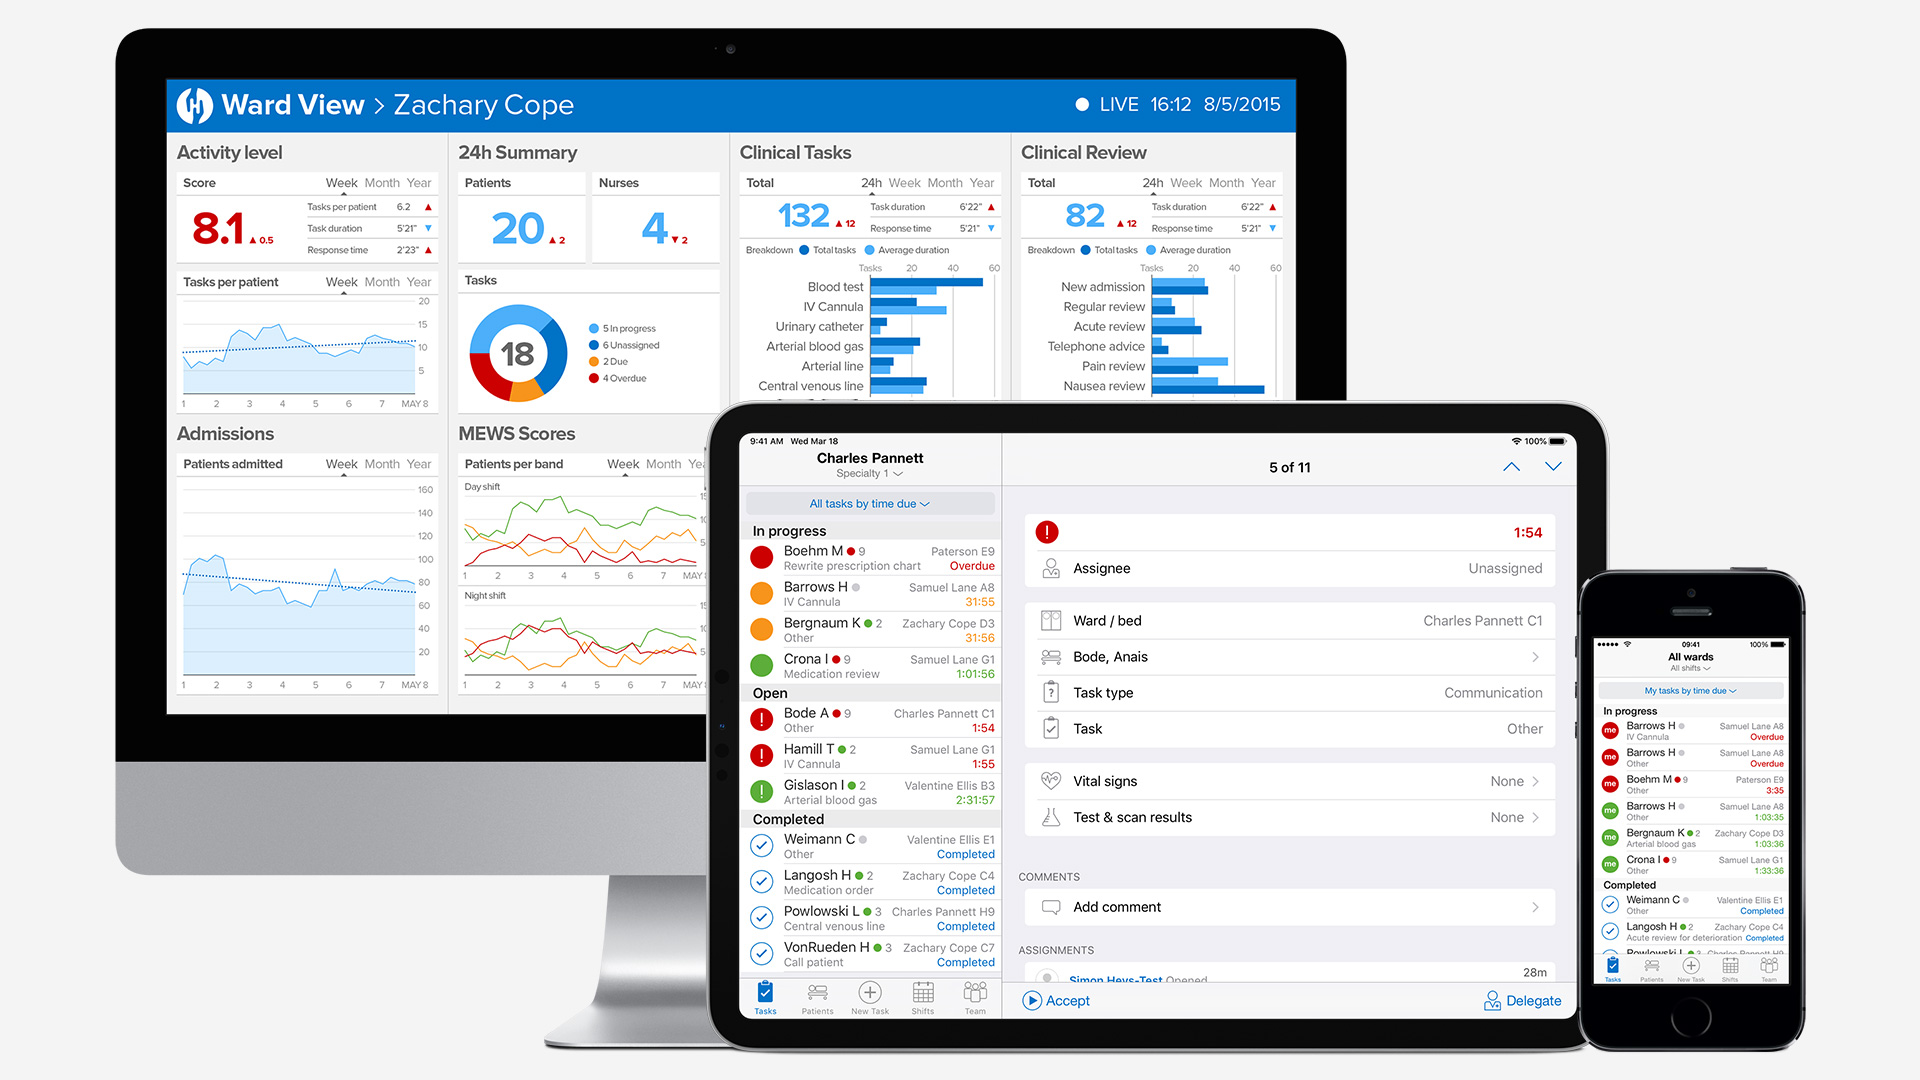 Ward View > Zachary Cope
LIVE 16:12 8/5/2015
Activity level
Score Week Month Year
8.1 ▲ 0.5
Tasks per patient 6.2 ▲
Task duration 5'21" ▼
Response time 2'23" ▲
Tasks per patient Week Month Year
20
15
10
5
1 2 3 4 5 6 7 MAY 8
Admissions
Patients admitted Week Month Year
160
140
120
100
80
60
40
20
1 2 3 4 5 6 7 MAY 8
24h Summary
Patients
20 ▲ 2
Nurses
4 ▼ 2
Tasks
18
5 In progress
6 Unassigned
2 Due
4 Overdue
MEWS Scores
Patients per band Week Month
Day shift
1 2 3 4 5 6 7 MAY
Night shift
1 2 3 4 5 6 7 MAY
Clinical Tasks
Total 24h Week Month Year
132 ▲ 12
Task duration 6'22" ▲
Response time 5'21" ▼
Breakdown Total tasks Average duration
Tasks 20 40 60
Blood test
IV Cannula
Urinary catheter
Arterial blood gas
Arterial line
Central venous line
Clinical Review
Total 24h Week Month Year
82 ▲ 12
Task duration 6'22" ▲
Response time 5'21" ▼
Breakdown Total tasks Average duration
Tasks 20 40 60
New admission
Regular review
Acute review
Telephone advice
Pain review
Nausea review
9:41 AM Wed Mar 18
100%
Charles Pannett
Specialty 1
All tasks by time due
In progress
Boehm M 9 Paterson E9
Rewrite prescription chart Overdue
Barrows H Samuel Lane A8
IV Cannula 31:55
Bergnaum K 2 Zachary Cope D3
Other 31:56
Crona I 9 Samuel Lane G1
Medication review 1:01:56
Open
! Bode A 9 Charles Pannett C1
Other 1:54
! Hamill T 2 Samuel Lane G1
IV Cannula 1:55
! Gislason I 2 Valentine Ellis B3
Arterial blood gas 2:31:57
Completed
Weimann C Valentine Ellis E1
Other Completed
Langosh H 2 Zachary Cope C4
Medication order Completed
Powlowski L 3 Charles Pannett H9
Central venous line Completed
VonRueden H 3 Zachary Cope C7
Call patient Completed
Tasks Patients New Task Shifts Team
5 of 11
! 1:54
Assignee Unassigned
Ward / bed Charles Pannett C1
Bode, Anais
Task type Communication
Task Other
Vital signs None
Test & scan results None
COMMENTS
Add comment
ASSIGNMENTS
Simon Heys-Test Opened 28m
Accept Delegate
09:41 100%
All wards
All shifts
My tasks by time due
In progress
me Barrows H Samuel Lane A8
IV Cannula Overdue
me Barrows H Samuel Lane A8
Other Overdue
me Boehm M 9 Paterson E9
Other 3:35
me Barrows H Samuel Lane A8
Other 1:03:35
me Bergnaum K 2 Zachary Cope D3
Arterial blood gas 1:03:36
me Crona I 9 Samuel Lane G1
Other 1:33:36
Completed
Weimann C Valentine Ellis E1
Other Completed
Langosh H 2 Zachary Cope C4
Acute review for deterioration Completed
Powlowski L 3 Charles Pannett H9
Tasks Patients New Task Shifts Team